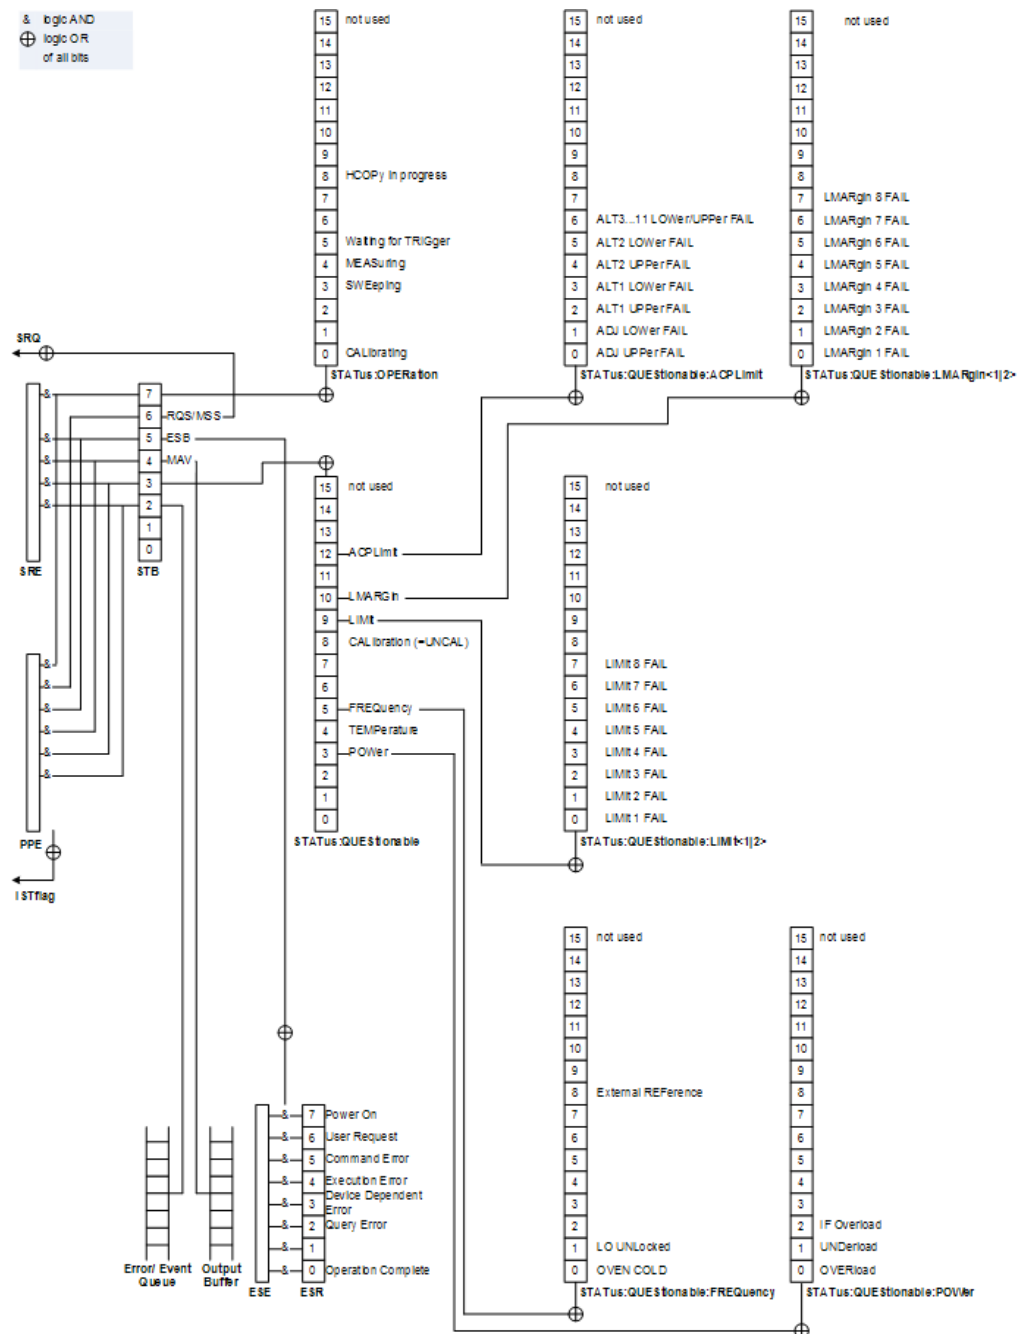 & logic AND
logic OR
of all bits
15 not used
14
13
12
11
10
9
8 HCOPy in progress
7
6
5 Waiting for TRIGger
4 MEASuring
3 SWEeping
2
1
0 CALibrating
STATus:OPERation
15 not used
14
13
12
11
10
9
8
7
6 ALT3...11 LOWer/UPPer FAIL
5 ALT2 LOWer FAIL
4 ALT2 UPPer FAIL
3 ALT1 LOWer FAIL
2 ALT1 UPPer FAIL
1 ADJ LOWer FAIL
0 ADJ UPPer FAIL
STATus:QUEStionable:ACPLimit
15 not used
14
13
12
11
10
9
8
7 LMARgin 8 FAIL
6 LMARgin 7 FAIL
5 LMARgin 6 FAIL
4 LMARgin 5 FAIL
3 LMARgin 4 FAIL
2 LMARgin 3 FAIL
1 LMARgin 2 FAIL
0 LMARgin 1 FAIL
STATus:QUEStionable:LMARgin<1|2>
SRQ
& 7
6 RQS/MSS
& 5 ESB
& 4 MAV
& 3
& 2
1
0
SRE STB
&
&
&
&
&
&
PPE
ISTflag
15 not used
14
13
12 ACPLimit
11
10 LMARGin
9 LIMit
8 CALibration (=UNCAL)
7
6
5 FREQuency
4 TEMPerature
3 POWer
2
1
0
STATus:QUEStionable
15 not used
14
13
12
11
10
9
8
7 LIMit 8 FAIL
6 LIMit 7 FAIL
5 LIMit 6 FAIL
4 LIMit 5 FAIL
3 LIMit 4 FAIL
2 LIMit 3 FAIL
1 LIMit 2 FAIL
0 LIMit 1 FAIL
STATus:QUEStionable:LIMit<1|2>
Error/ Event
Queue
Output
Buffer
& 7 Power On
& 6 User Request
& 5 Command Error
& 4 Execution Error
& 3 Device Dependent
Error
& 2 Query Error
& 1
& 0 Operation Complete
ESE ESR
15 not used
14
13
12
11
10
9
8 External REFerence
7
6
5
4
3
2
1 LO UNLocked
0 OVEN COLD
STATus:QUEStionable:FREQuency
15 not used
14
13
12
11
10
9
8
7
6
5
4
3
2 IF Overload
1 UNDerload
0 OVERload
STATus:QUEStionable:POWer